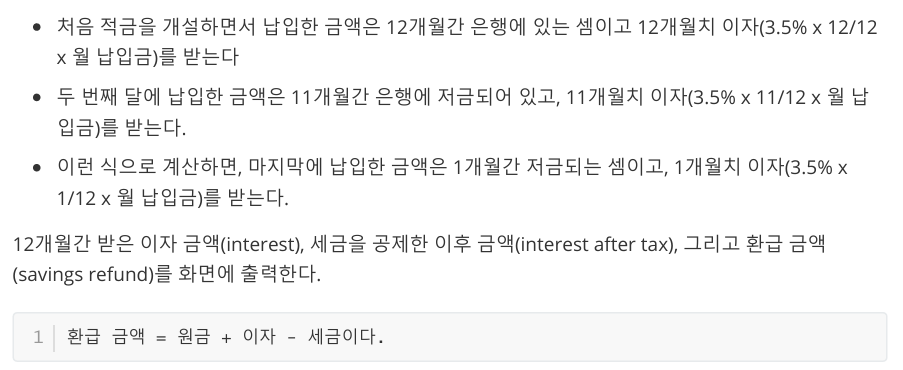 • 처음 적금을 개설하면서 납입한 금액은 12개월간 은행에 있는 셈이고 12개월치 이자(3.5% x 12/12
x 월 납입금)를 받는다
• 두 번째 달에 납입한 금액은 11개월간 은행에 저금되어 있고, 11개월치 이자(3.5% x 11/12 x 월 납
입금)를 받는다.
• 이런 식으로 계산하면, 마지막에 납입한 금액은 1개월간 저금되는 셈이고, 1개월치 이자(3.5% x
1/12 x 월 납입금)를 받는다.
12개월간 받은 이자 금액(interest), 세금을 공제한 이후 금액(interest after tax), 그리고 환급 금액
(savings refund)를 화면에 출력한다.
1 환급 금액 = 원금 + 이자 - 세금이다.